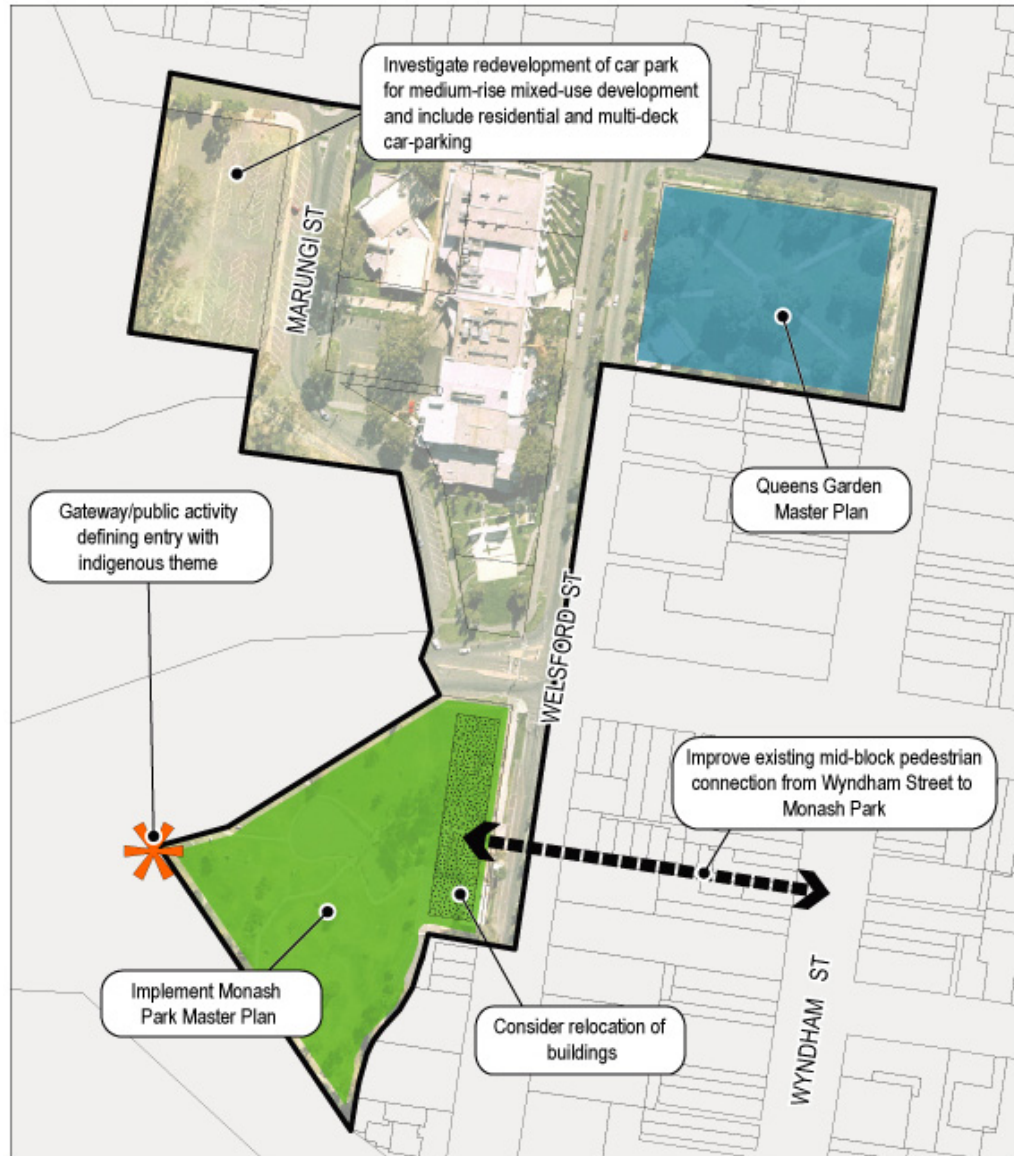 Investigate redevelopment of car park
for medium-rise mixed-use development
and include residential and multi-deck
car-parking
MARUNGI ST
Queens Garden
Master Plan
Gateway/public activity
defining entry with
indigenous theme
WELSFORD ST
Improve existing mid-block pedestrian
connection from Wyndham Street to
Monash Park
Implement Monash
Park Master Plan
Consider relocation of
buildings
WYNDHAM ST